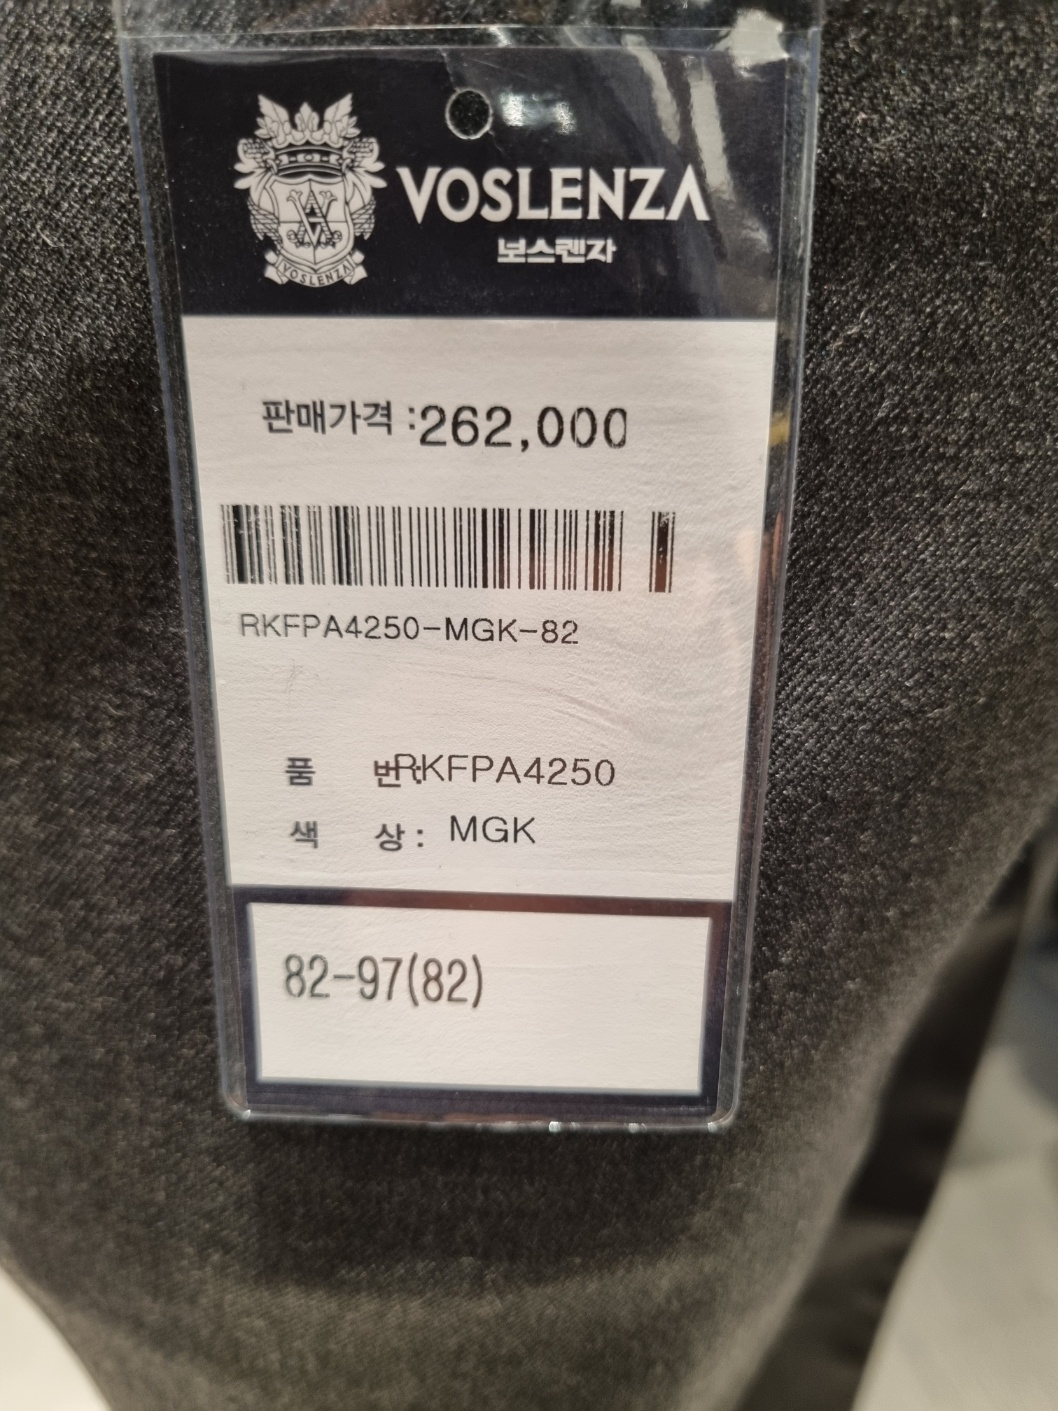 VOSLENZA
보스렌자
VOSLENZA
판매가격 :262,000
RKFPA4250-MGK-82
품 번:RKFPA4250
색 상: MGK
82-97(82)